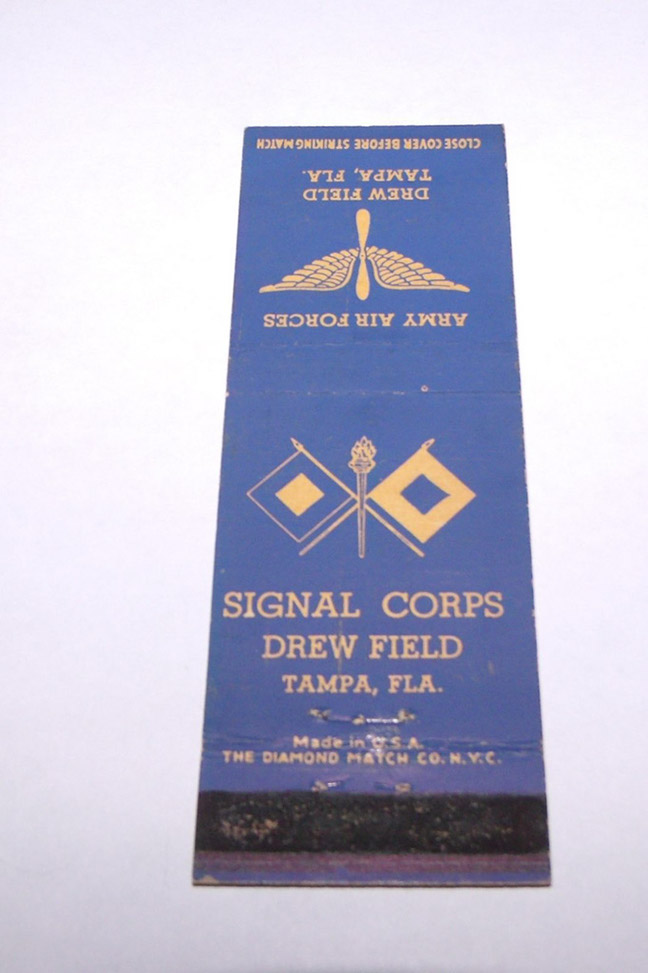 CLOSE COVER BEFORE STRIKING MATCH
DREW FIELD
TAMPA, FLA.
ARMY AIR FORCES
SIGNAL CORPS
DREW FIELD
TAMPA, FLA.
Made in U.S.A.
THE DIAMOND MATCH CO. N.Y.C.